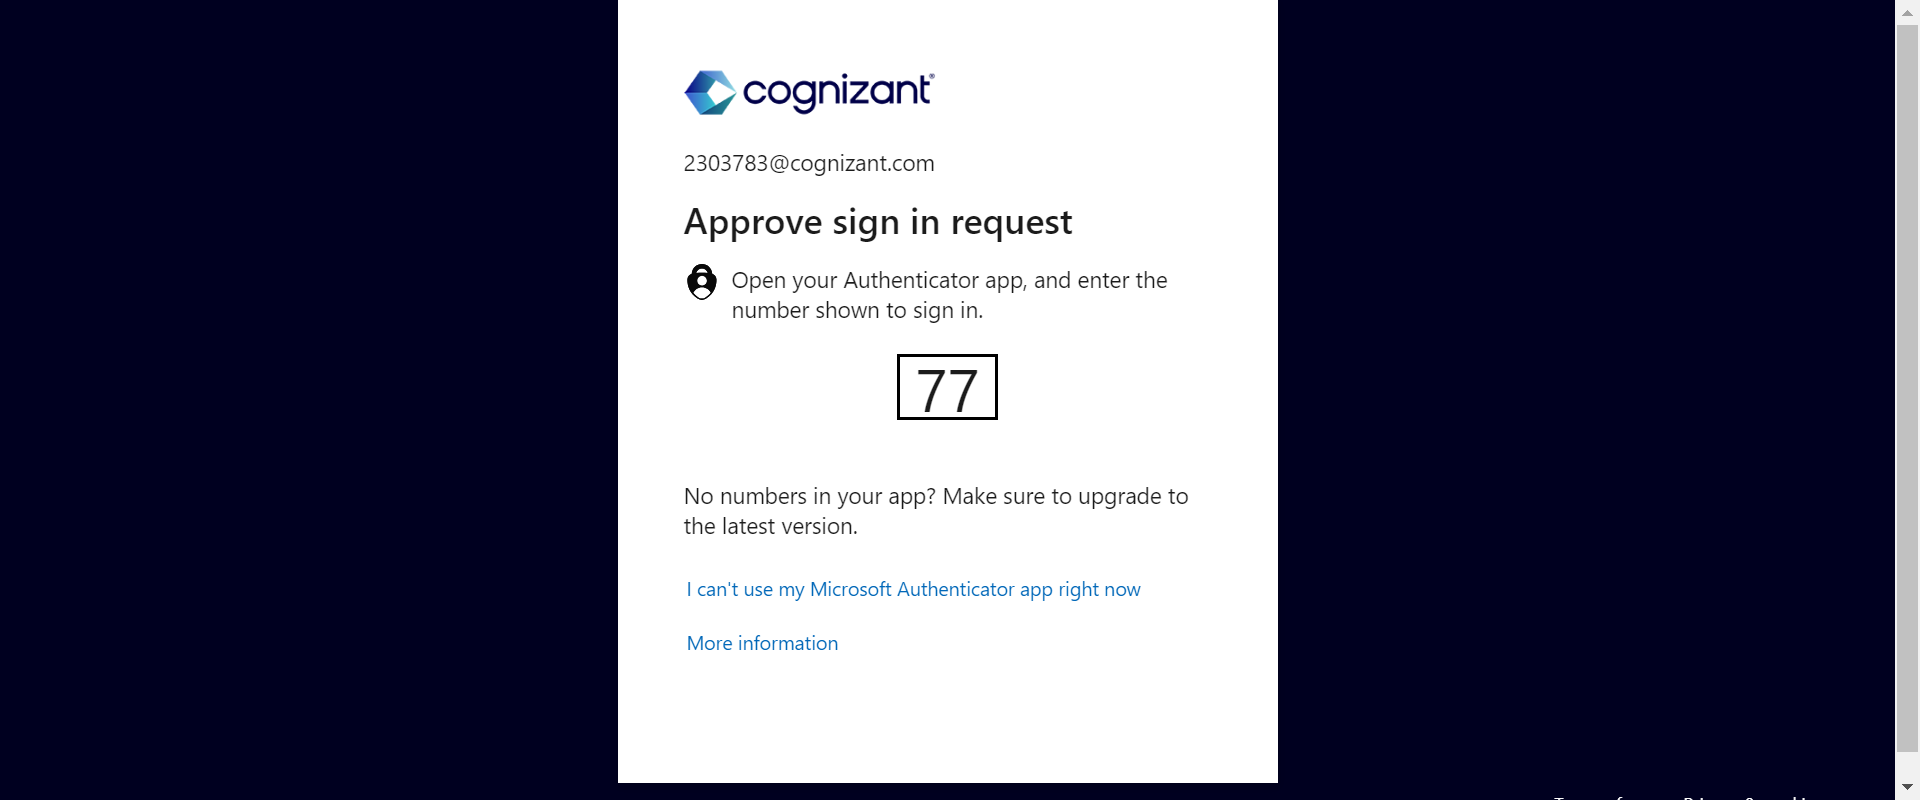 cognizant®
2303783@cognizant.com
Approve sign in request
Open your Authenticator app, and enter the
number shown to sign in.
77
No numbers in your app? Make sure to upgrade to
the latest version.
I can't use my Microsoft Authenticator app right now
More information